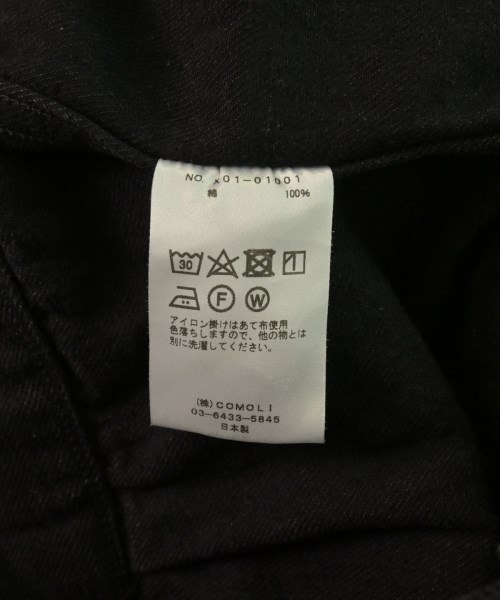 NO. x01-01001
綿 100%
30
F W
アイロン掛けはあて布使用
色落ちしますので、他の物とは
別に洗濯してください。
(株)COMOLI
03-6433-5845
日本製